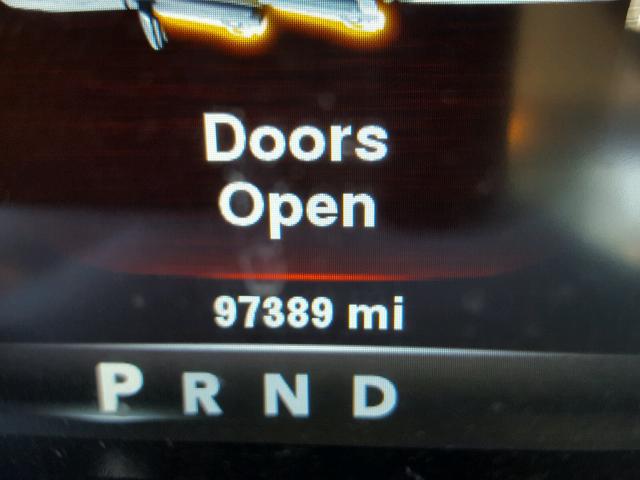 Doors
Open
97389 mi
P R N D